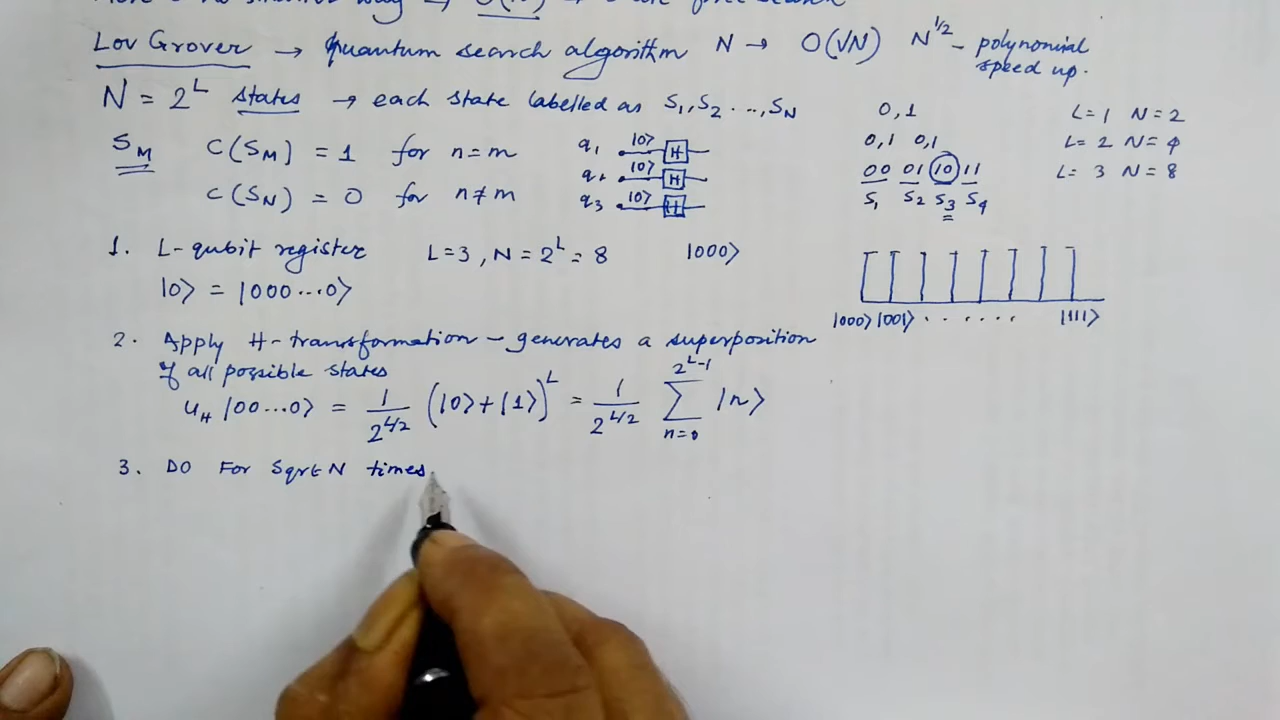 no smarter way → O(N)
Lov Grover → Quantum search algorithm N → O(√N) N^1/2 - polynomial speed up.
N = 2^L states → each state labelled as S1, S2 ..., SN
0, 1 L=1 N=2
SM C(SM) = 1 for n=m
q1 |0> H
0,1 0,1 L=2 N=4
q2 |0> H
00 01 10 11 L=3 N=8
C(SN) = 0 for n≠m
q3 |0> H
S1 S2 S3 S4
1. L-qubit register L=3, N=2^L=8 |000>
|0> = |000...0>
|000> |001> . . . . . . |111>
2. Apply H-transformation - generates a superposition
of all possible states
UH |00...0> = 1/2^L/2 (|0>+|1>)^L = 1/2^L/2 ∑ n=0 2^L-1 |n>
3. DO For Sqrt N times